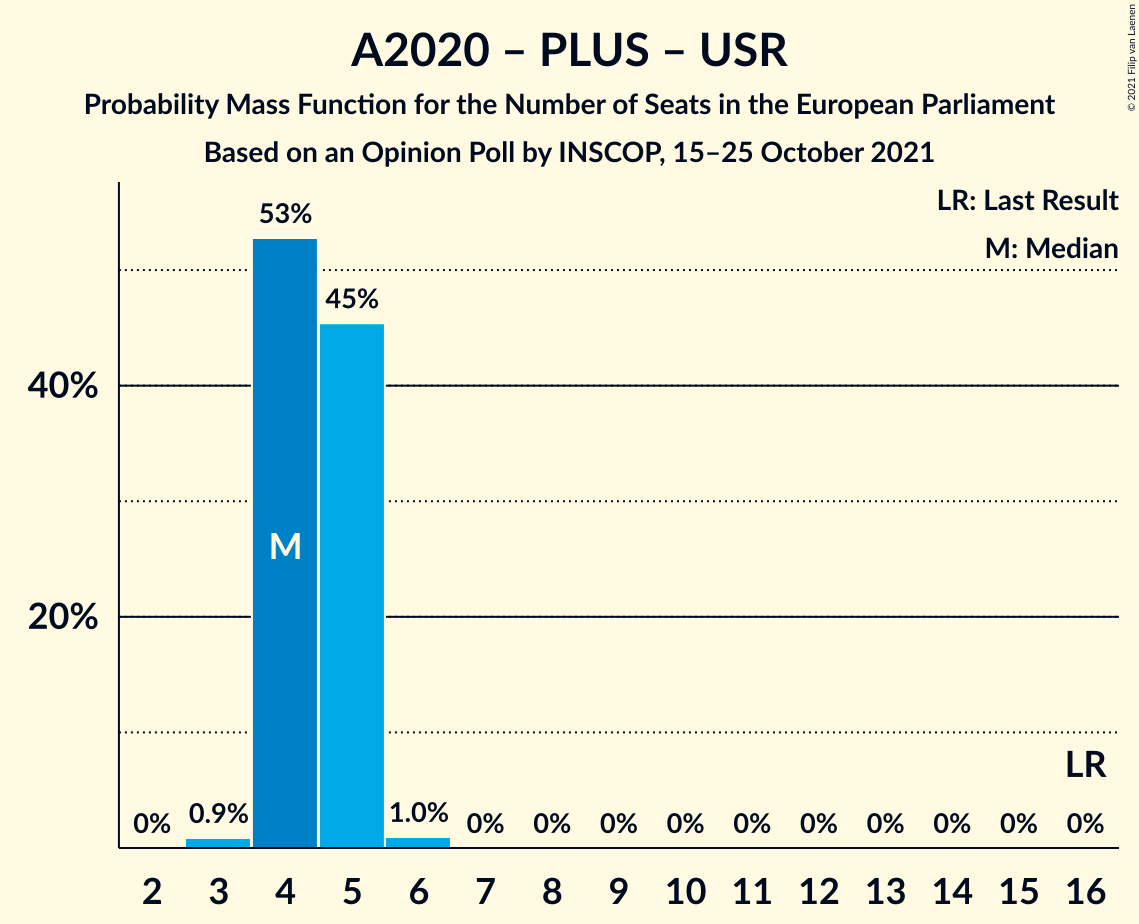 A2020 – PLUS – USR
Probability Mass Function for the Number of Seats in the European Parliament
Based on an Opinion Poll by INSCOP, 15–25 October 2021
© 2021 Filip van Laenen
LR: Last Result
M: Median
53%
45%
40%
M
20%
LR
0% 0.9% 1.0% 0% 0% 0% 0% 0% 0% 0% 0% 0% 0%
2 3 4 5 6 7 8 9 10 11 12 13 14 15 16